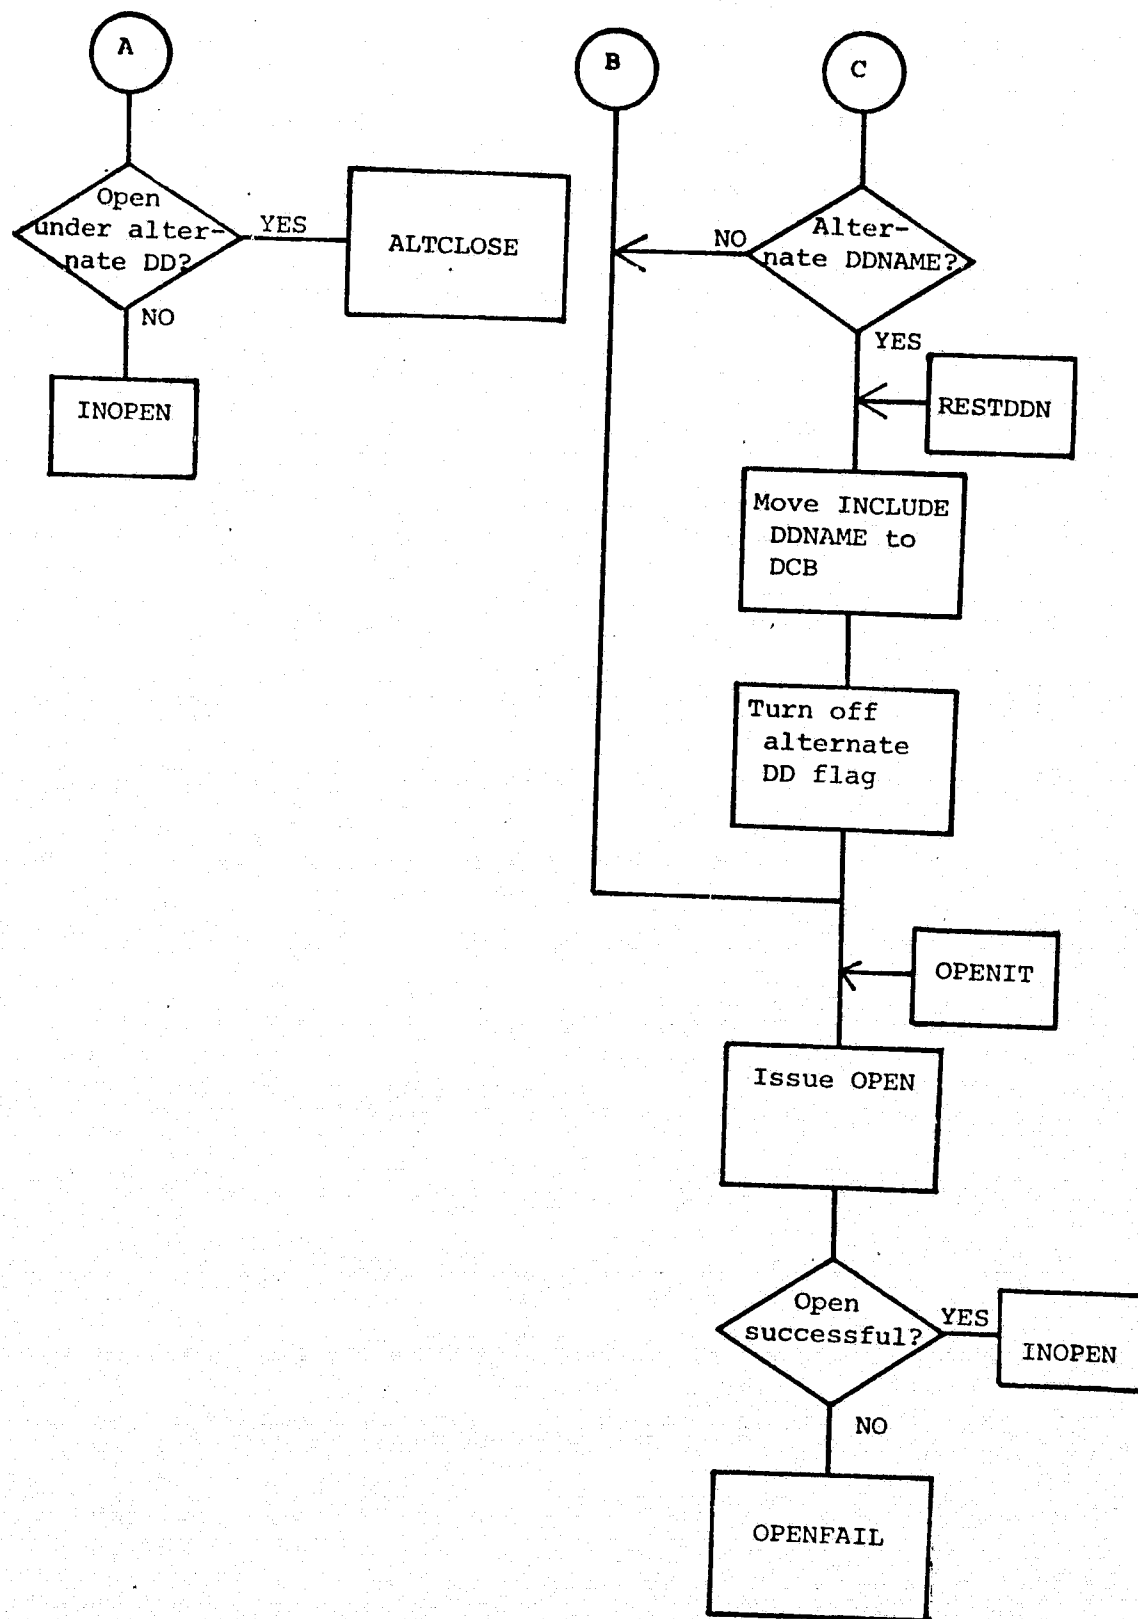 A
Open
under alter-
nate DD?
YES
ALTCLOSE
NO
INOPEN
B
C
Alter-
nate DDNAME?
NO
YES
RESTDDN
Move INCLUDE
DDNAME to
DCB
Turn off
alternate
DD flag
OPENIT
Issue OPEN
Open
successful?
YES
INOPEN
NO
OPENFAIL